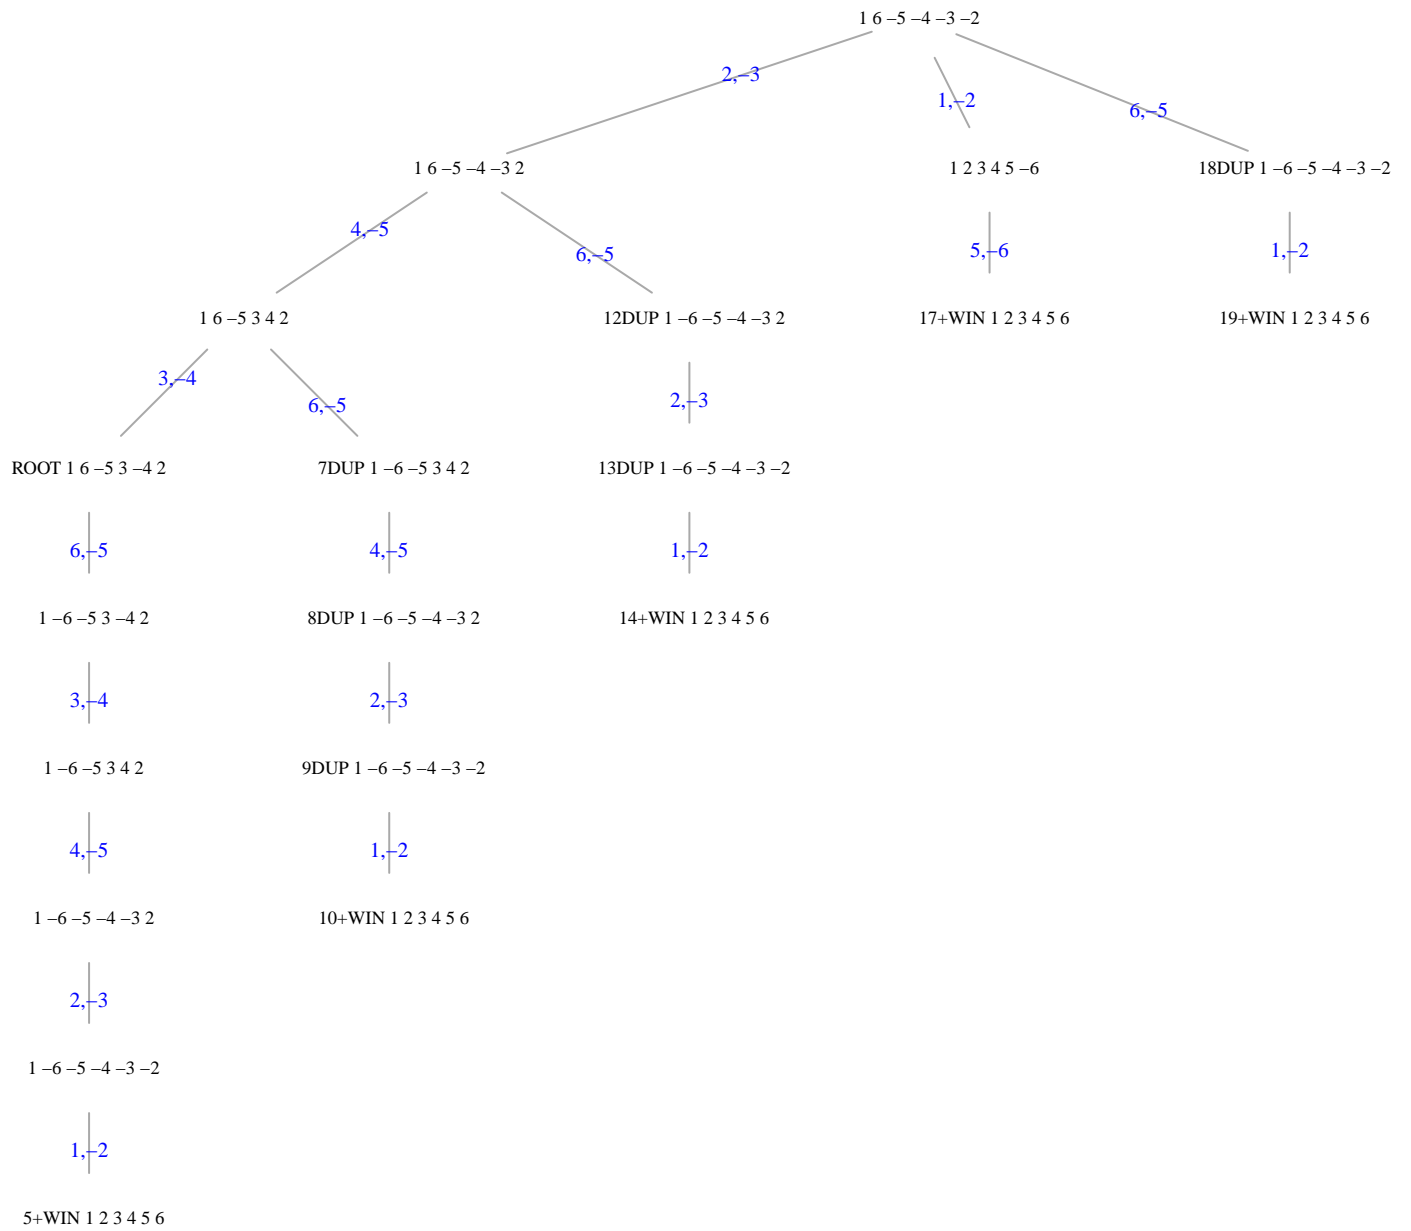 1 6 –5 –4 –3 –2
2,–3
1,–2
6,–5
1 6 –5 –4 –3 2
1 2 3 4 5 –6
18DUP 1 –6 –5 –4 –3 –2
4,–5
6,–5
5,–6
1,–2
1 6 –5 3 4 2
12DUP 1 –6 –5 –4 –3 2
17+WIN 1 2 3 4 5 6
19+WIN 1 2 3 4 5 6
3,–4
6,–5
2,–3
ROOT 1 6 –5 3 –4 2
7DUP 1 –6 –5 3 4 2
13DUP 1 –6 –5 –4 –3 –2
6,–5
4,–5
1,–2
1 –6 –5 3 –4 2
8DUP 1 –6 –5 –4 –3 2
14+WIN 1 2 3 4 5 6
3,–4
2,–3
1 –6 –5 3 4 2
9DUP 1 –6 –5 –4 –3 –2
4,–5
1,–2
1 –6 –5 –4 –3 2
10+WIN 1 2 3 4 5 6
2,–3
1 –6 –5 –4 –3 –2
1,–2
5+WIN 1 2 3 4 5 6